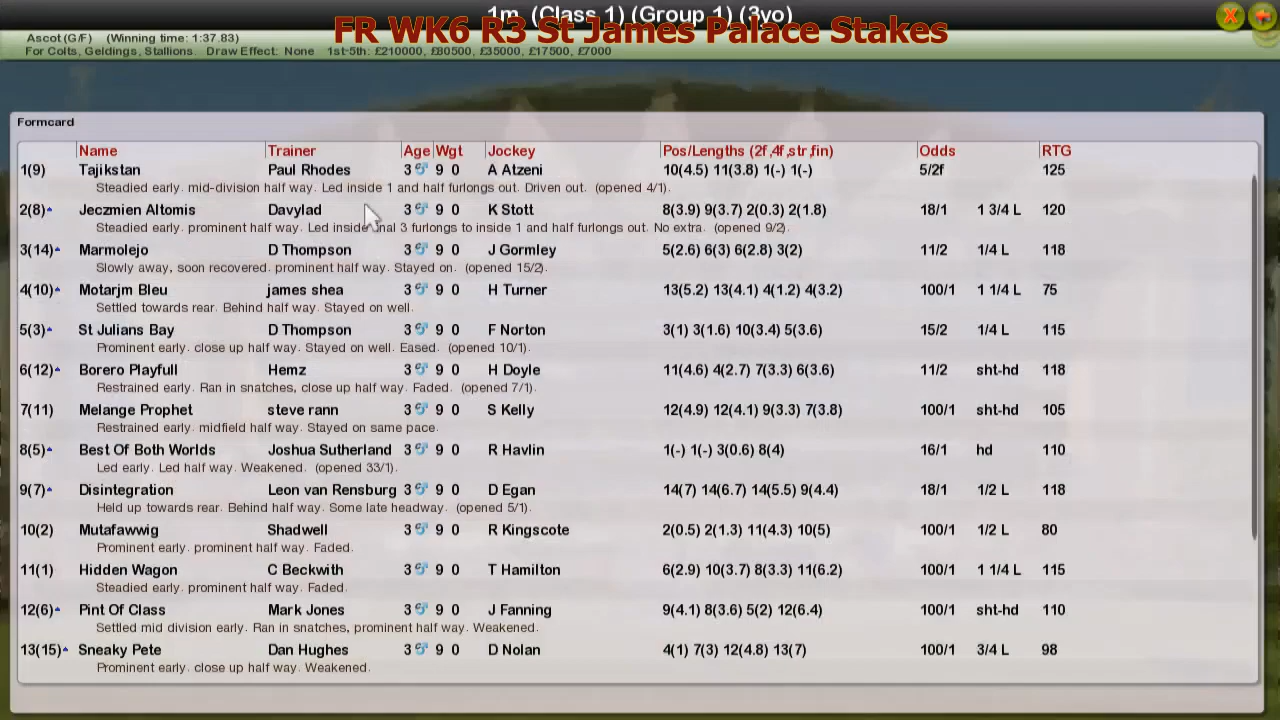 1m (Class 1) (Group 1) (3yo)
FR WK6 R3 St James Palace Stakes
Ascot(G/F) (Winning time: 1:37.83)
For Colts, Geldings, Stallions. Draw Effect: None 1st-5th: £210000, £80500, £35000, £17500, £7000
Formcard
Name Trainer Age Wgt Jockey Pos/Lengths (2f,4f,str,fin) Odds RTG
1(9) Tajikstan Paul Rhodes 3 9 0 A Atzeni 10(4.5) 11(3.8) 1(-) 1(-) 5/2f 125
Steadied early. mid-division half way. Led inside 1 and half furlongs out. Driven out. (opened 4/1).
2(8) Jeczmien Altomis Davylad 3 9 0 K Stott 8(3.9) 9(3.7) 2(0.3) 2(1.8) 18/1 1 3/4 L 120
Steadied early. prominent half way. Led inside nal 3 furlongs to inside 1 and half furlongs out. No extra. (opened 9/2).
3(14) Marmolejo D Thompson 3 9 0 J Gormley 5(2.6) 6(3) 6(2.8) 3(2) 11/2 1/4 L 118
Slowly away, soon recovered. prominent half way. Stayed on. (opened 15/2).
4(10) Motarjm Bleu james shea 3 9 0 H Turner 13(5.2) 13(4.1) 4(1.2) 4(3.2) 100/1 1 1/4 L 75
Settled towards rear. Behind half way. Stayed on well.
5(3) St Julians Bay D Thompson 3 9 0 F Norton 3(1) 3(1.6) 10(3.4) 5(3.6) 15/2 1/4 L 115
Prominent early. close up half way. Stayed on well. Eased. (opened 10/1).
6(12) Borero Playfull Hemz 3 9 0 H Doyle 11(4.6) 4(2.7) 7(3.3) 6(3.6) 11/2 sht-hd 118
Restrained early. Ran in snatches, close up half way. Faded. (opened 7/1).
7(11) Melange Prophet steve rann 3 9 0 S Kelly 12(4.9) 12(4.1) 9(3.3) 7(3.8) 100/1 sht-hd 105
Restrained early. midfield half way. Stayed on same pace.
8(5) Best Of Both Worlds Joshua Sutherland 3 9 0 R Havlin 1(-) 1(-) 3(0.6) 8(4) 16/1 hd 110
Led early. Led half way. Weakened. (opened 33/1).
9(7) Disintegration Leon van Rensburg 3 9 0 D Egan 14(7) 14(6.7) 14(5.5) 9(4.4) 18/1 1/2 L 118
Held up towards rear. Behind half way. Some late headway. (opened 5/1).
10(2) Mutafawwig Shadwell 3 9 0 R Kingscote 2(0.5) 2(1.3) 11(4.3) 10(5) 100/1 1/2 L 80
Prominent early. prominent half way. Faded.
11(1) Hidden Wagon C Beckwith 3 9 0 T Hamilton 6(2.9) 10(3.7) 8(3.3) 11(6.2) 100/1 1 1/4 L 115
Steadied early. prominent half way. Faded.
12(6) Pint Of Class Mark Jones 3 9 0 J Fanning 9(4.1) 8(3.6) 5(2) 12(6.4) 100/1 sht-hd 110
Settled mid division early. Ran in snatches, prominent half way. Weakened.
13(15) Sneaky Pete Dan Hughes 3 9 0 D Nolan 4(1) 7(3) 12(4.8) 13(7) 100/1 3/4 L 98
Prominent early. close up half way. Weakened.